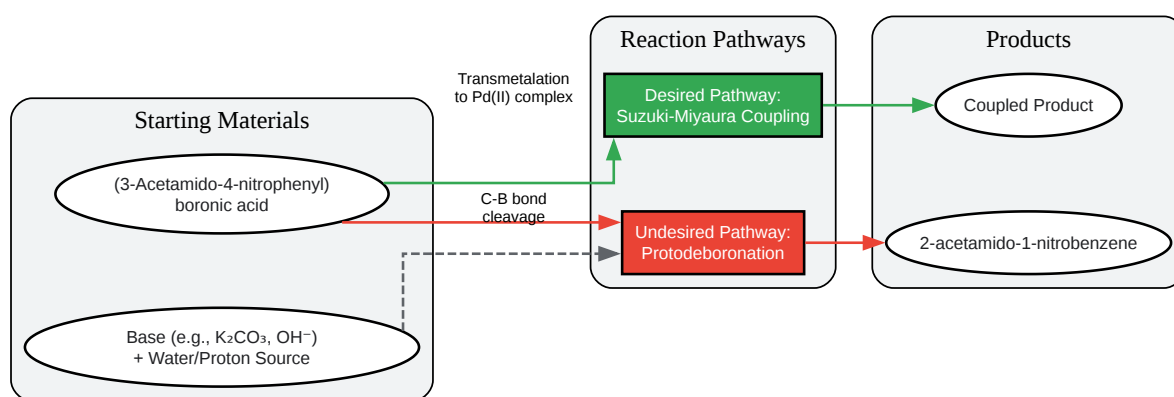 Reaction Pathways
Products
Transmetalation
to Pd(II) complex
Desired Pathway:
Suzuki-Miyaura Coupling
Coupled Product
Starting Materials
(3-Acetamido-4-nitrophenyl)
boronic acid
C-B bond
cleavage
Undesired Pathway:
Protodeboronation
2-acetamido-1-nitrobenzene
Base (e.g., K₂CO₃, OH⁻)
+ Water/Proton Source